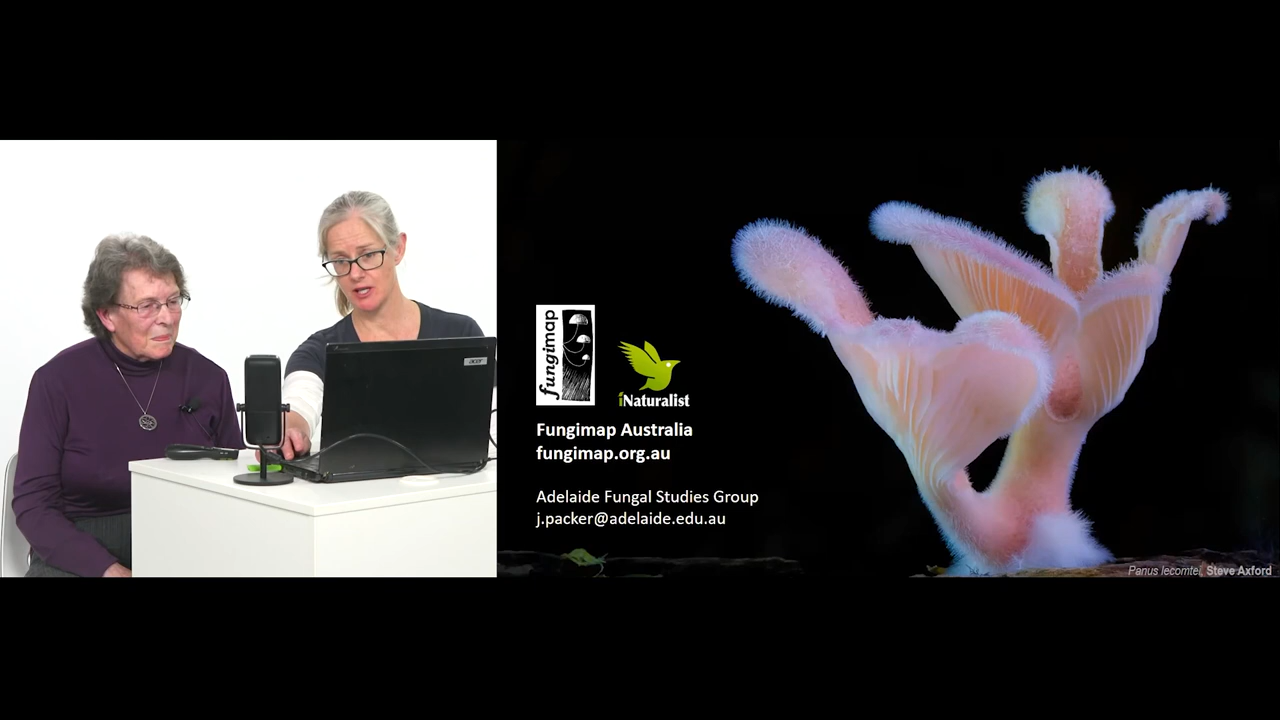 acer
fungimap
iNaturalist
Fungimap Australia
fungimap.org.au
Adelaide Fungal Studies Group
j.packer@adelaide.edu.au
Panus lecomtei, Steve Axford